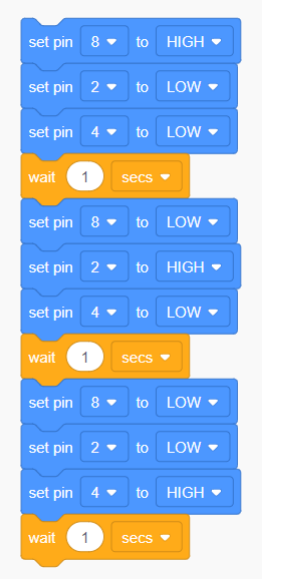 set pin 8 to HIGH
set pin 2 to LOW
set pin 4 to LOW
wait 1 secs
set pin 8 to LOW
set pin 2 to HIGH
set pin 4 to LOW
wait 1 secs
set pin 8 to LOW
set pin 2 to LOW
set pin 4 to HIGH
wait 1 secs